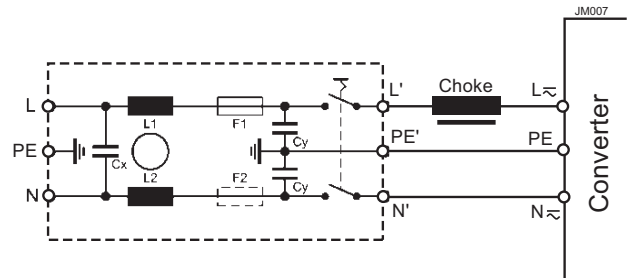 JM007
L' Choke L≂
L
L1 F1
Cy
PE Cx PE' PE
L2 F2 Cy
N
N' N≂
Converter